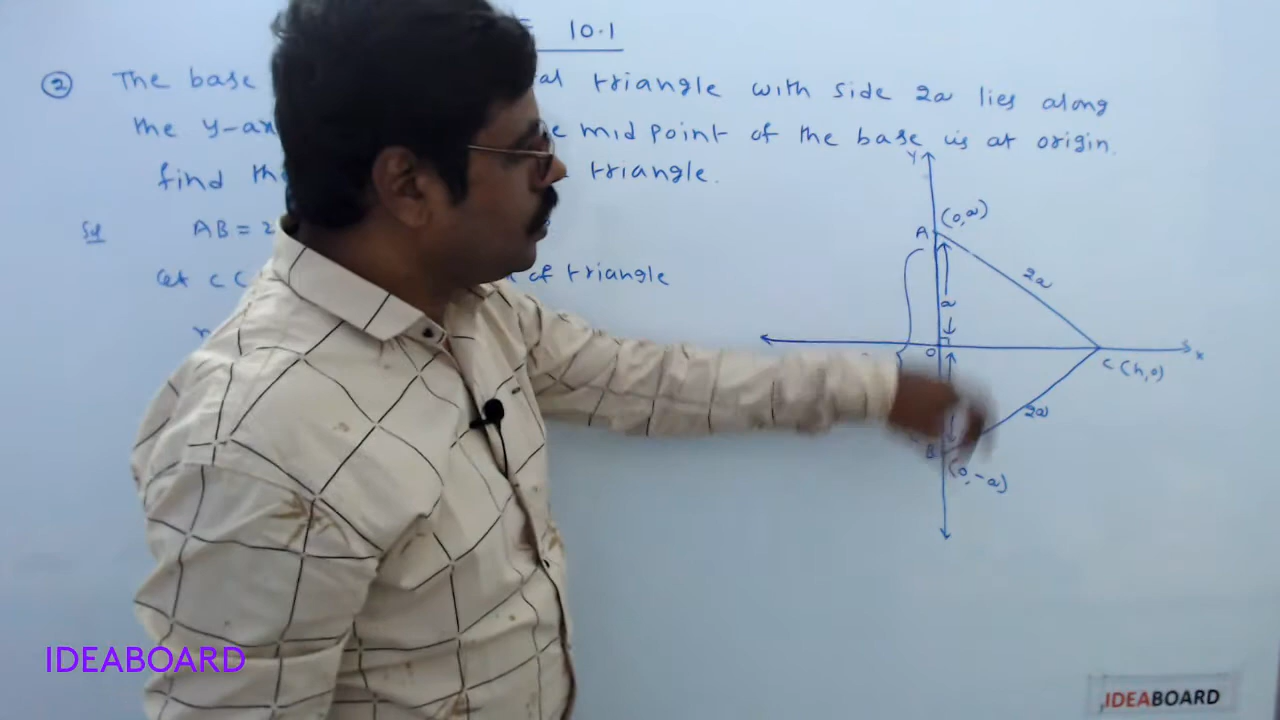 10.1
② The base al triangle with side 2a lies along
the y-ax e mid point of the base is at origin.
find th triangle.
Sol AB = 2
Let C ( of triangle
Y
(0,a)
A
2a
a
O
X
C (h,0)
2a
B
(0,-a)
IDEABOARD
IDEABOARD